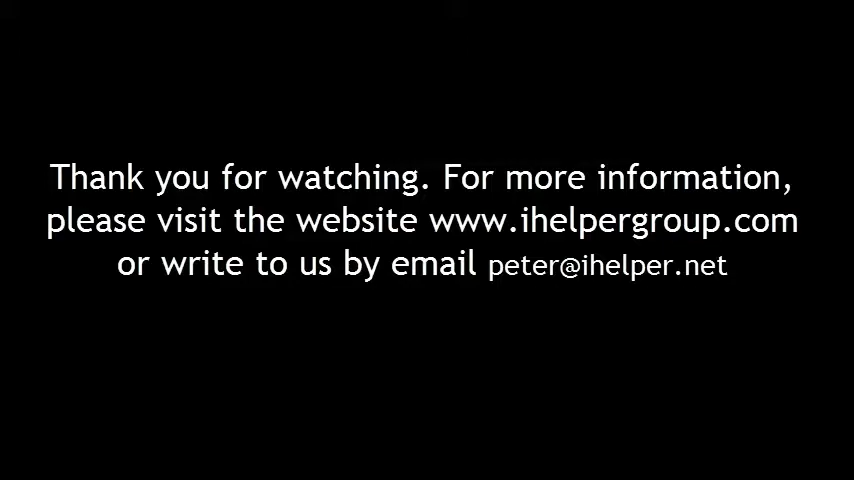 Thank you for watching. For more information,
please visit the website www.ihelpergroup.com
or write to us by email peter@ihelper.net